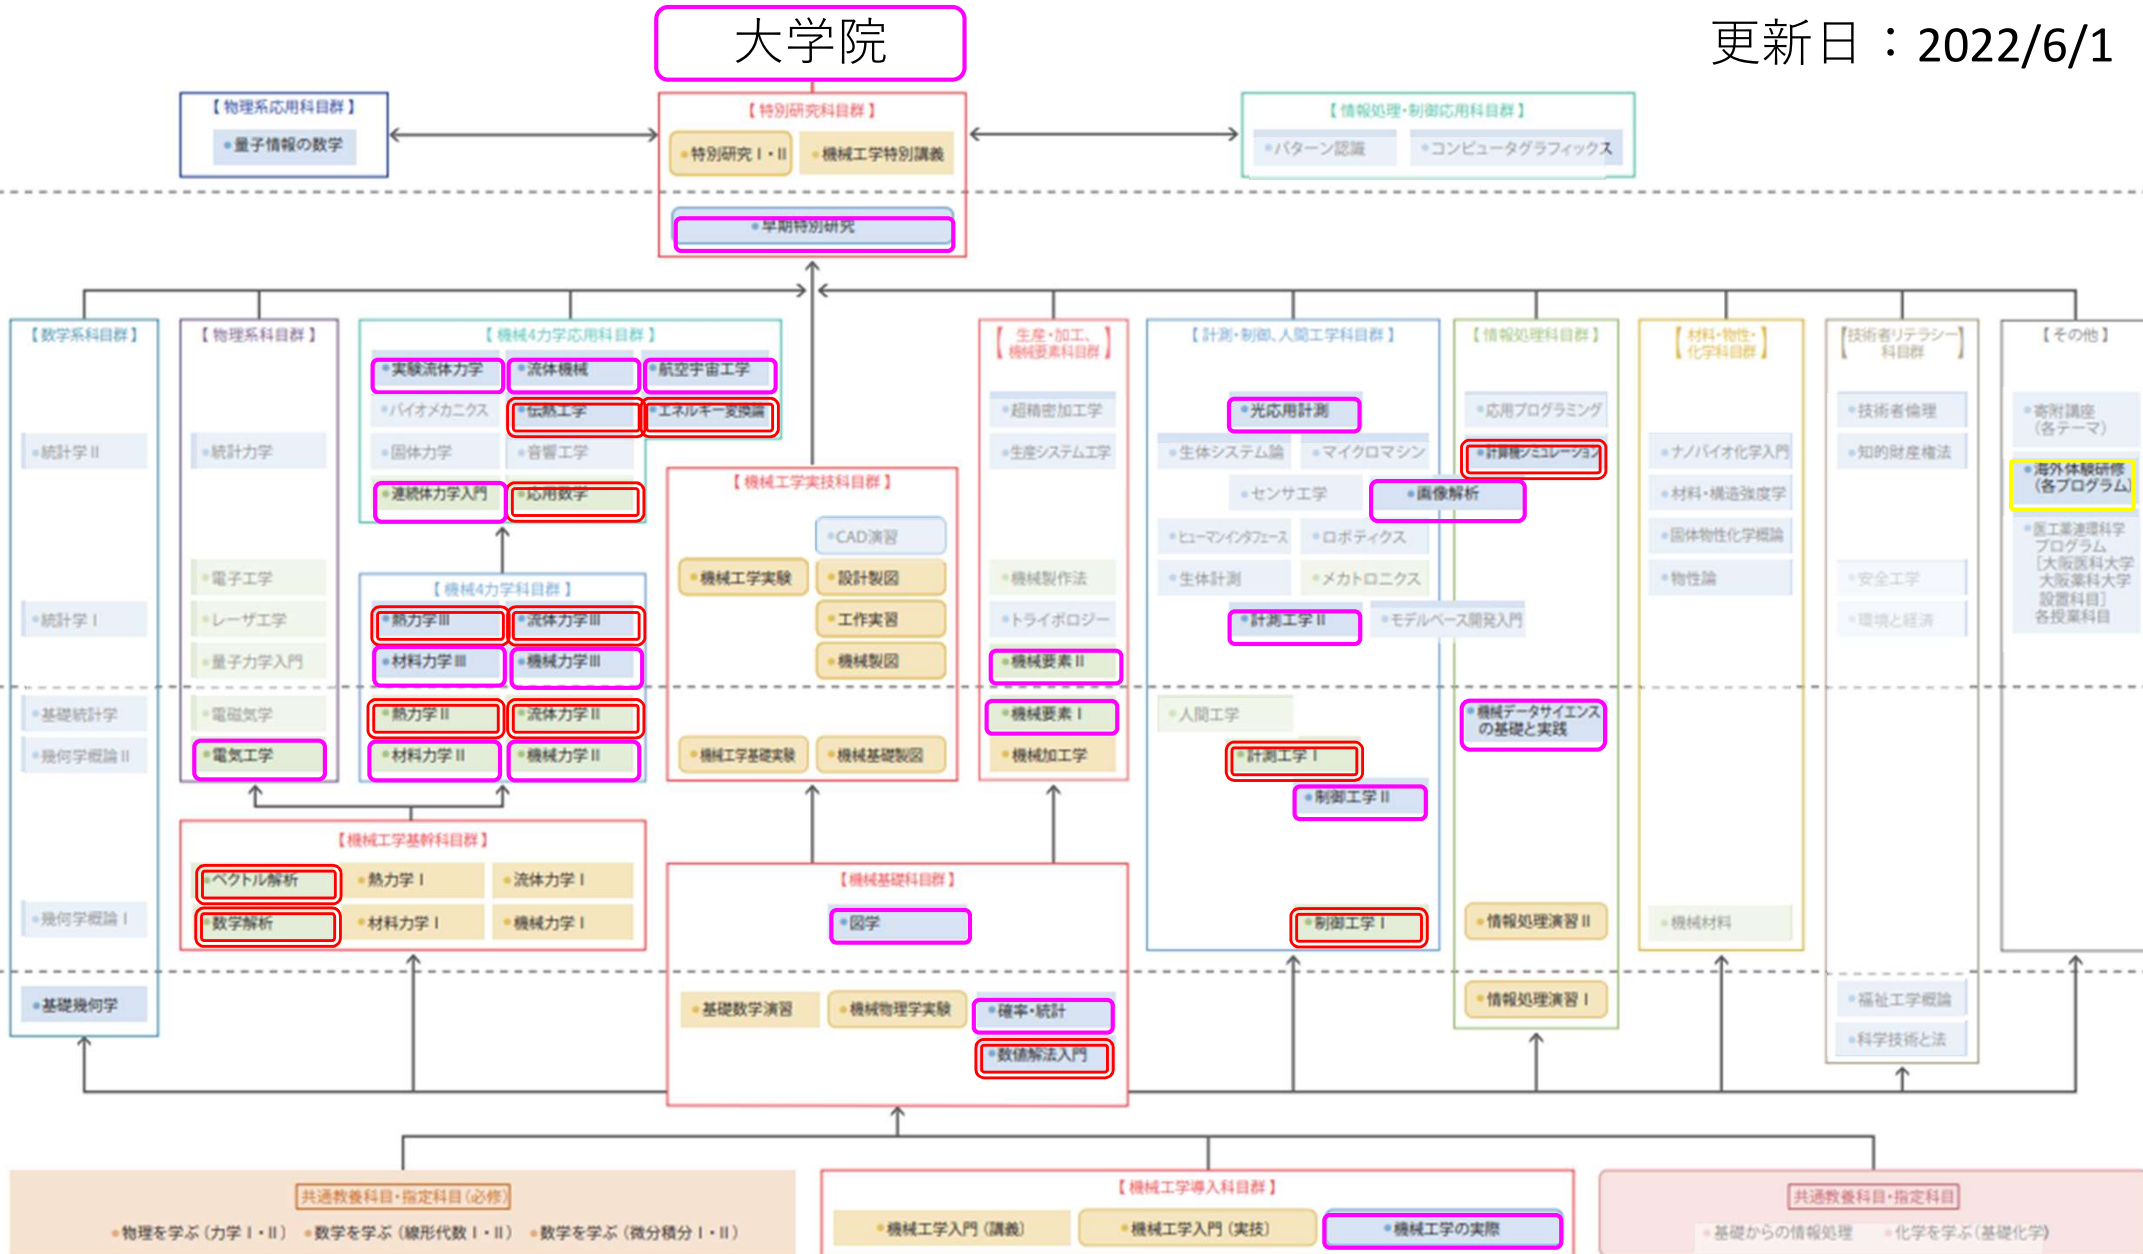 大学院
更新日：2022/6/1
【物理系応用科目群】
•量子情報の数学
【特別研究科目群】
•特別研究Ⅰ・Ⅱ •機械工学特別講義
•早期特別研究
【情報処理・制御応用科目群】
•パターン認識 •コンピュータグラフィックス
【数学系科目群】
•統計学Ⅱ
•統計学Ⅰ
•基礎統計学
•幾何学概論Ⅱ
•幾何学概論Ⅰ
•基礎幾何学
【物理系科目群】
•統計力学
•電子工学
•レーザ工学
•量子力学入門
•電磁気学
•電気工学
【機械4力学応用科目群】
•実験流体力学 •流体機械 •航空宇宙工学
•バイオメカニクス •伝熱工学 •エネルギー変換論
•固体力学 •音響工学
•連続体力学入門 •応用数学
【機械4力学科目群】
•熱力学Ⅲ •流体力学Ⅲ
•材料力学Ⅲ •機械力学Ⅲ
•熱力学Ⅱ •流体力学Ⅱ
•材料力学Ⅱ •機械力学Ⅱ
【機械工学基幹科目群】
•ベクトル解析 •熱力学Ⅰ •流体力学Ⅰ
•数学解析 •材料力学Ⅰ •機械力学Ⅰ
【機械工学実技科目群】
•CAD演習
•機械工学実験 •設計製図
•工作実習
•機械製図
•機械工学基礎実験 •機械基礎製図
【生産・加工、
機械要素科目群】
•超精密加工学
•生産システム工学
•機械製作法
•トライボロジー
•機械要素Ⅱ
•機械要素Ⅰ
•機械加工学
【機械基礎科目群】
•図学
•基礎数学演習 •機械物理学実験 •確率・統計
•数値解法入門
【計測・制御、人間工学科目群】
•光応用計測
•生体システム論 •マイクロマシン
•センサ工学 •画像解析
•ヒューマンインタフェース •ロボティクス
•生体計測 •メカトロニクス
•計測工学Ⅱ •モデルベース開発入門
•人間工学
•計測工学Ⅰ
•制御工学Ⅱ
•制御工学Ⅰ
【情報処理科目群】
•応用プログラミング
•計算機シミュレーション
•機械データサイエンス
の基礎と実践
•情報処理演習Ⅱ
•情報処理演習Ⅰ
【材料・物性・
化学科目群】
•ナノバイオ化学入門
•材料・構造強度学
•固体物性化学概論
•物性論
•機械材料
【技術者リテラシー
科目群】
•技術者倫理
•知的財産権法
•安全工学
•環境と経済
•福祉工学概論
•科学技術と法
【その他】
•寄附講座
（各テーマ）
•海外体験研修
（各プログラム）
•医工薬連環科学
プログラム
［大阪医科大学
大阪薬科大学
設置科目］
各授業科目
共通教養科目・指定科目（必修）
•物理を学ぶ（力学Ⅰ・Ⅱ） •数学を学ぶ（線形代数Ⅰ・Ⅱ） •数学を学ぶ（微分積分Ⅰ・Ⅱ）
【機械工学導入科目群】
•機械工学入門（講義） •機械工学入門（実技） •機械工学の実際
共通教養科目・指定科目
•基礎からの情報処理 •化学を学ぶ（基礎化学）